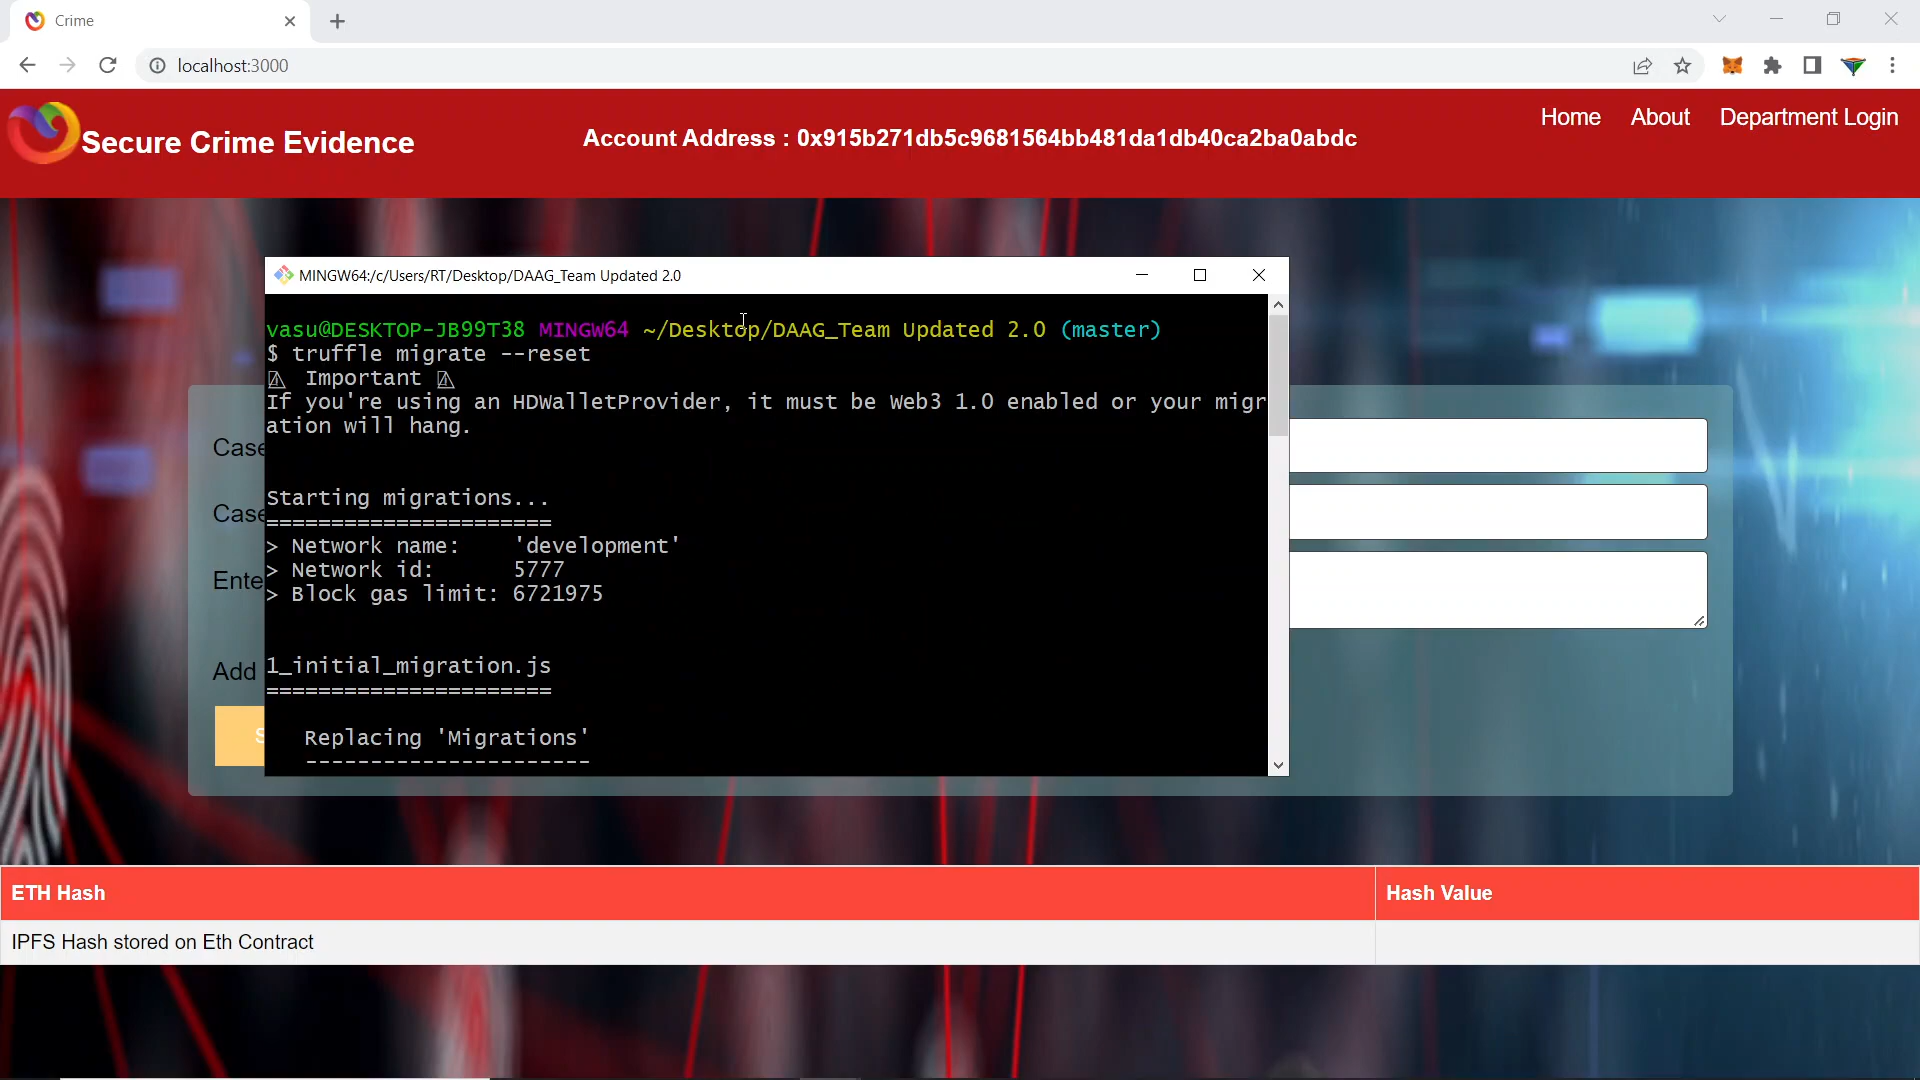 Crime
localhost:3000
Secure Crime Evidence
Account Address : 0x915b271db5c9681564bb481da1db40ca2ba0abdc
Home About Department Login
MINGW64:/c/Users/RT/Desktop/DAAG_Team Updated 2.0
vasu@DESKTOP-JB99T38 MINGW64 ~/Desktop/DAAG_Team Updated 2.0 (master)
$ truffle migrate --reset
⚠ Important ⚠
If you're using an HDWalletProvider, it must be Web3 1.0 enabled or your migr
ation will hang.
Starting migrations...
======================
> Network name: 'development'
> Network id: 5777
> Block gas limit: 6721975
1_initial_migration.js
======================
Replacing 'Migrations'
----------------------
Case
Case
Ente
Add
S
ETH Hash Hash Value
IPFS Hash stored on Eth Contract